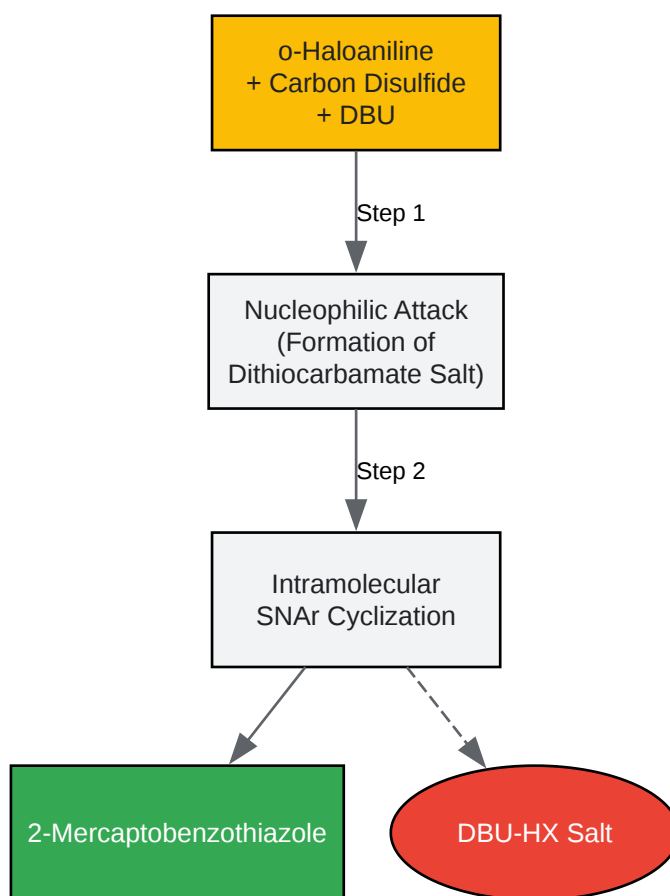 o-Haloaniline
+ Carbon Disulfide
+ DBU
Step 1
Nucleophilic Attack
(Formation of
Dithiocarbamate Salt)
Step 2
Intramolecular
SNAr Cyclization
2-Mercaptobenzothiazole
DBU-HX Salt